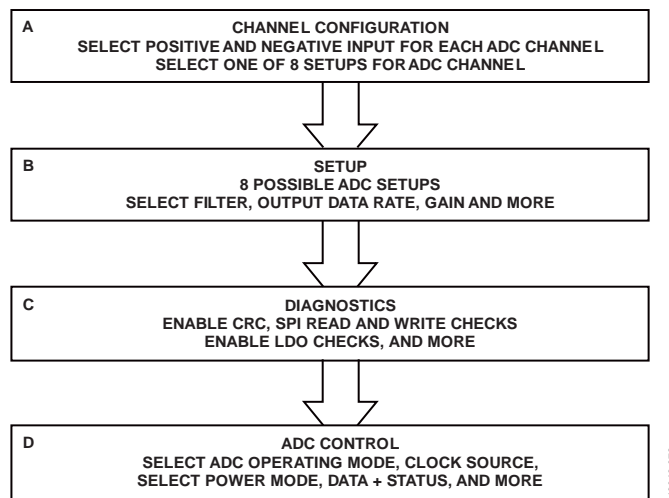 A
CHANNEL CONFIGURATION
SELECT POSITIVE AND NEGATIVE INPUT FOR EACH ADC CHANNEL
SELECT ONE OF 8 SETUPS FOR ADC CHANNEL
B
SETUP
8 POSSIBLE ADC SETUPS
SELECT FILTER, OUTPUT DATA RATE, GAIN AND MORE
C
DIAGNOSTICS
ENABLE CRC, SPI READ AND WRITE CHECKS
ENABLE LDO CHECKS, AND MORE
D
ADC CONTROL
SELECT ADC OPERATING MODE, CLOCK SOURCE,
SELECT POWER MODE, DATA + STATUS, AND MORE